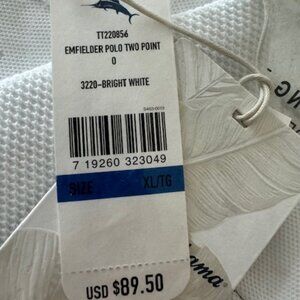 TT220856
EMFIELDER POLO TWO POINT
0
3220-BRIGHT WHITE
7 19260 323049
SIZE XL/TG
USD $89.50